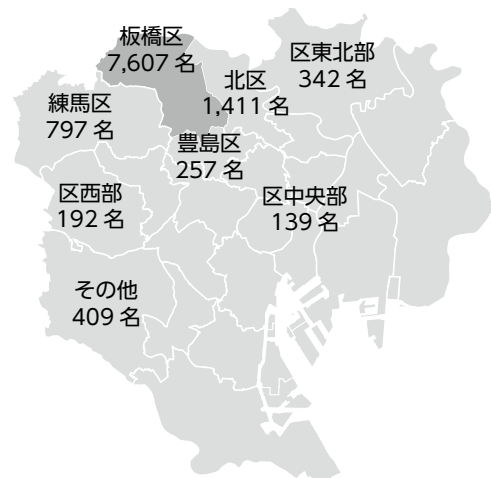 板橋区
7,607 名
北区
1,411 名
区東北部
342 名
練馬区
797 名
豊島区
257 名
区西部
192 名
区中央部
139 名
その他
409 名